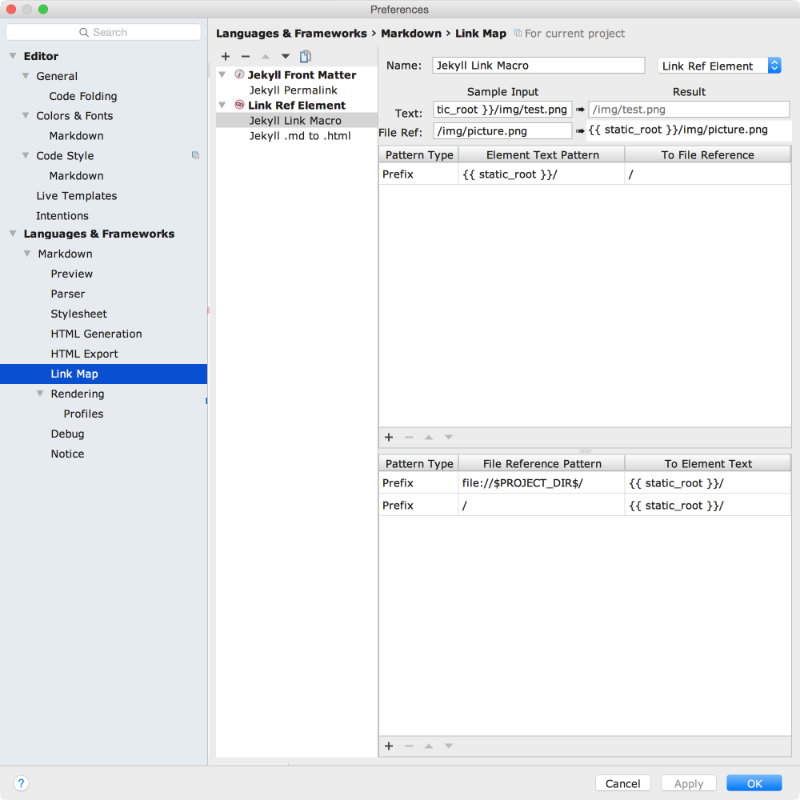 Preferences
Search
Editor
General
Code Folding
Colors & Fonts
Markdown
Code Style
Markdown
Live Templates
Intentions
Languages & Frameworks
Markdown
Preview
Parser
Stylesheet
HTML Generation
HTML Export
Link Map
Rendering
Profiles
Debug
Notice
Languages & Frameworks › Markdown › Link Map For current project
Jekyll Front Matter
Jekyll Permalink
Link Ref Element
Jekyll Link Macro
Jekyll .md to .html
Name: Jekyll Link Macro Link Ref Element
Sample Input Result
Text: tic_root }}/img/test.png /img/test.png
File Ref: /img/picture.png {{ static_root }}/img/picture.png
Pattern Type Element Text Pattern To File Reference
Prefix {{ static_root }}/ /
Pattern Type File Reference Pattern To Element Text
Prefix file://$PROJECT_DIR$/ {{ static_root }}/
Prefix / {{ static_root }}/
? Cancel Apply OK